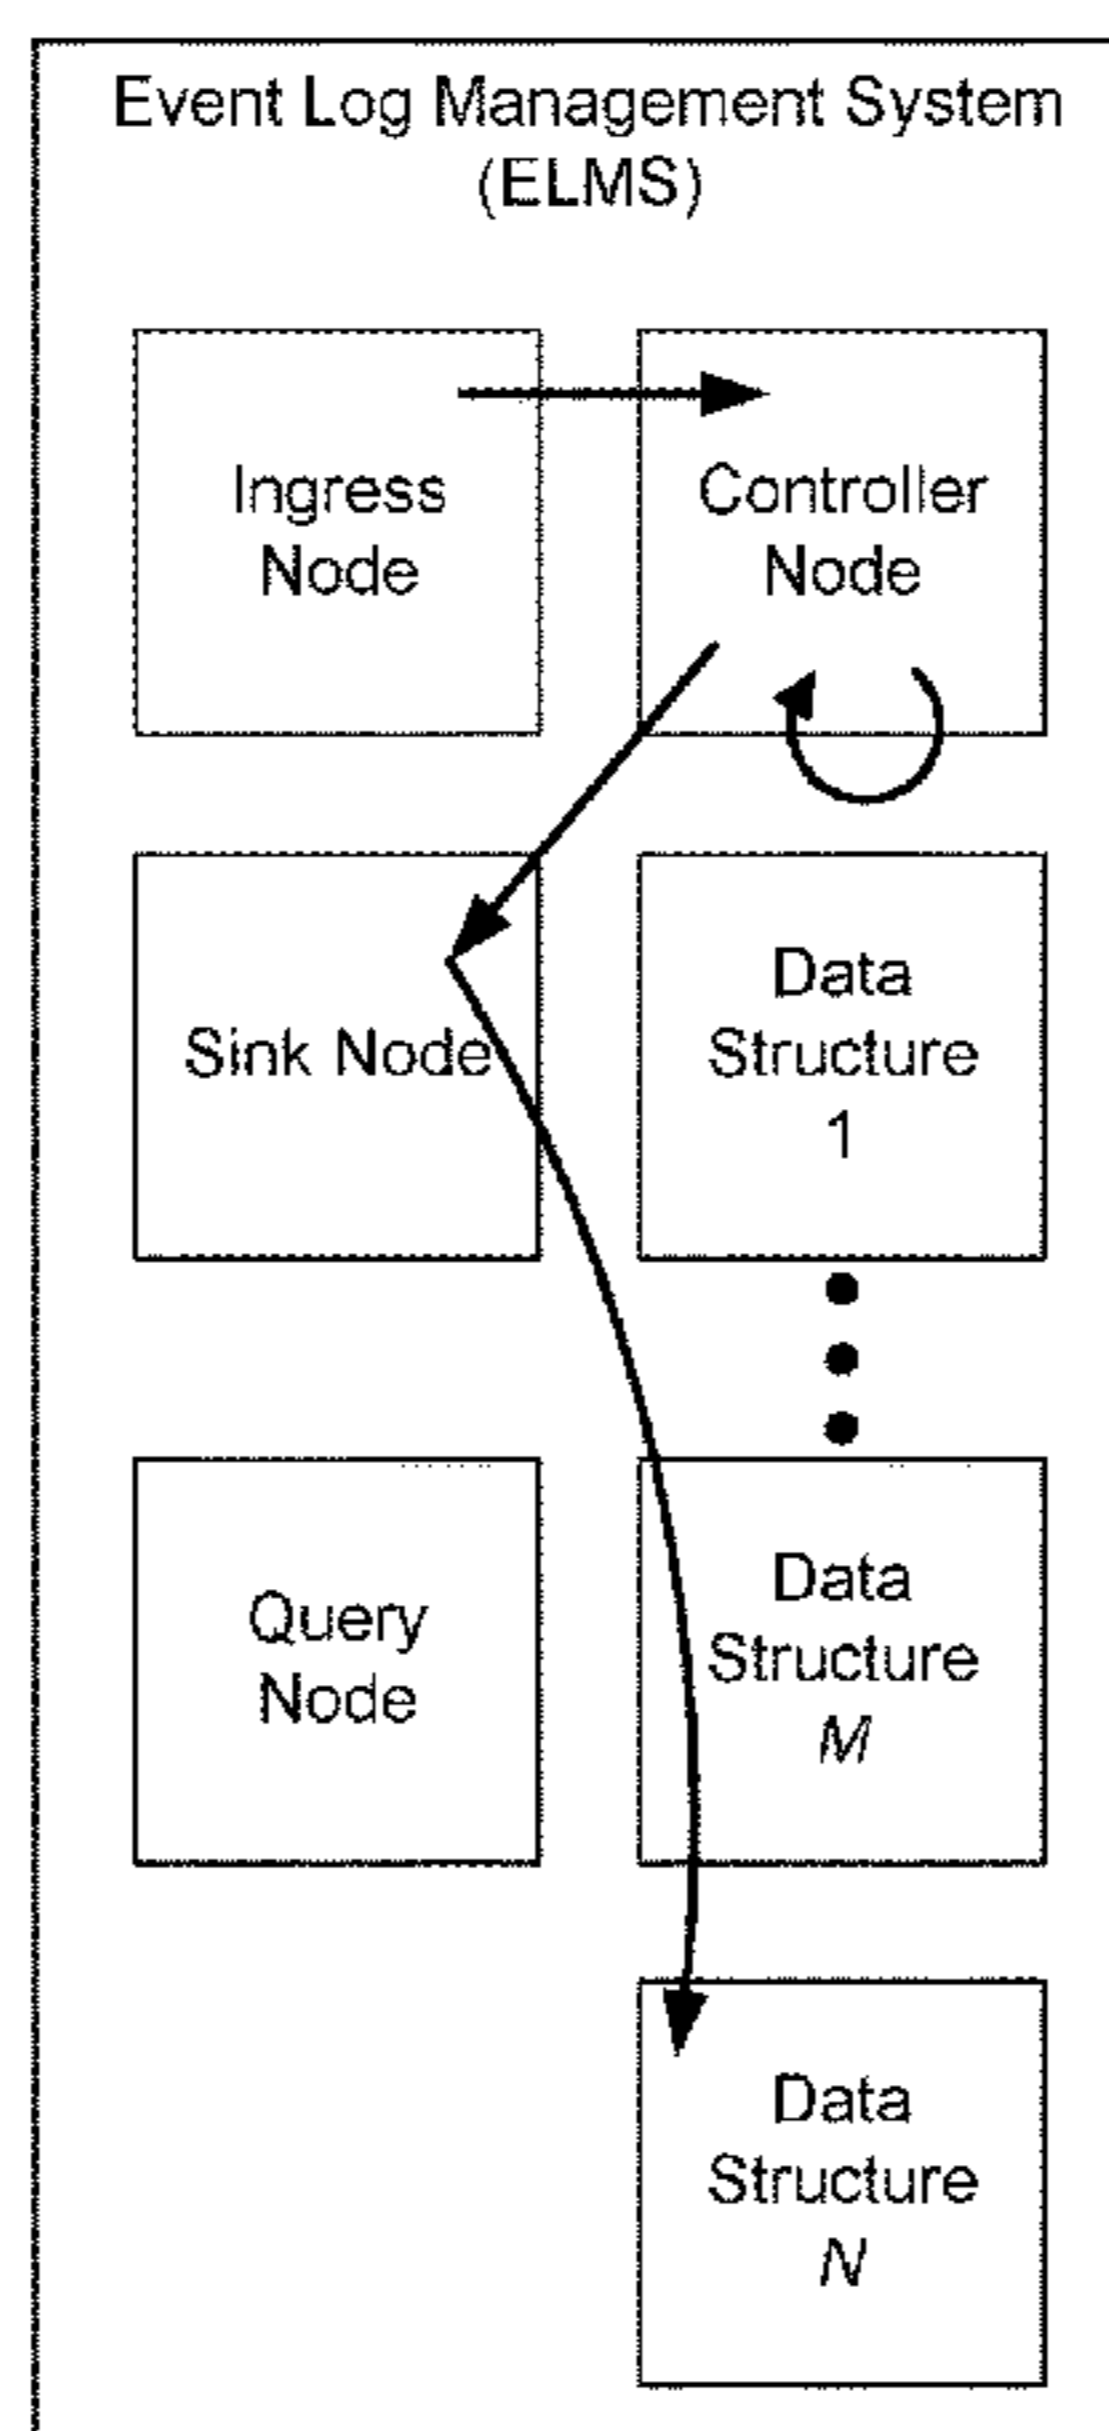 Event Log Management System
(ELMS)
Ingress
Node
Controller
Node
Sink Node
Data
Structure
1
Query
Node
Data
Structure
M
Data
Structure
N